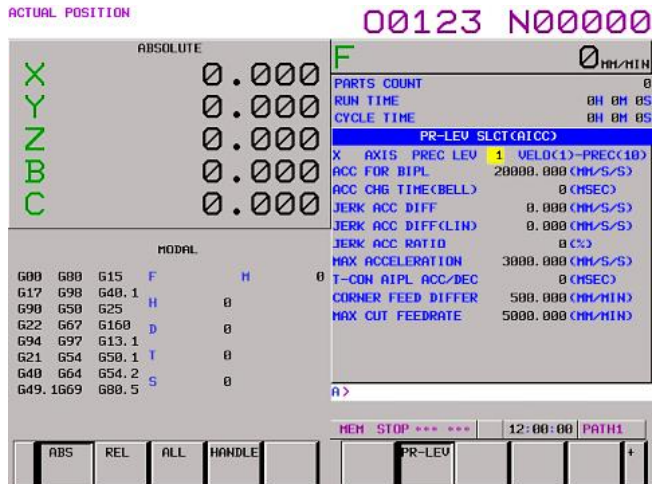 ACTUAL POSITION
O0123 N00000
ABSOLUTE
X 0.000
Y 0.000
Z 0.000
B 0.000
C 0.000
MODAL
G00 G80 G15 F M 0
G17 G98 G40.1
G90 G50 G25 H 0
G22 G67 G160 D 0
G94 G97 G13.1
G21 G54 G50.1 T 0
G40 G64 G54.2 S 0
G49.1G69 G80.5
F 0 MM/MIN
PARTS COUNT 0
RUN TIME 0H 0M 0S
CYCLE TIME 0H 0M 0S
PR-LEV SLCT(AICC)
X AXIS PREC LEV 1 VELO(1)-PREC(10)
ACC FOR BIPL 20000.000(MM/S/S)
ACC CHG TIME(BELL) 0(MSEC)
JERK ACC DIFF 0.000(MM/S/S)
JERK ACC DIFF(LIN) 0.000(MM/S/S)
JERK ACC RATIO 0(%)
MAX ACCELERATION 3000.000(MM/S/S)
T-CON AIPL ACC/DEC 0(MSEC)
CORNER FEED DIFFER 500.000(MM/MIN)
MAX CUT FEEDRATE 5000.000(MM/MIN)
A>
MEM STOP *** *** 12:00:00 PATH1
ABS REL ALL HANDLE PR-LEV +